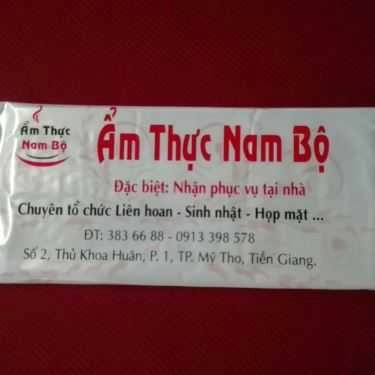 Ẩm Thực
Nam Bộ
Ẩm Thực Nam Bộ
Đặc biệt: Nhận phục vụ tại nhà
Chuyên tổ chức Liên hoan - Sinh nhật - Họp mặt ...
ĐT: 383 66 88 - 0913 398 578
Số 2, Thủ Khoa Huân, P. 1, TP. Mỹ Tho, Tiền Giang.